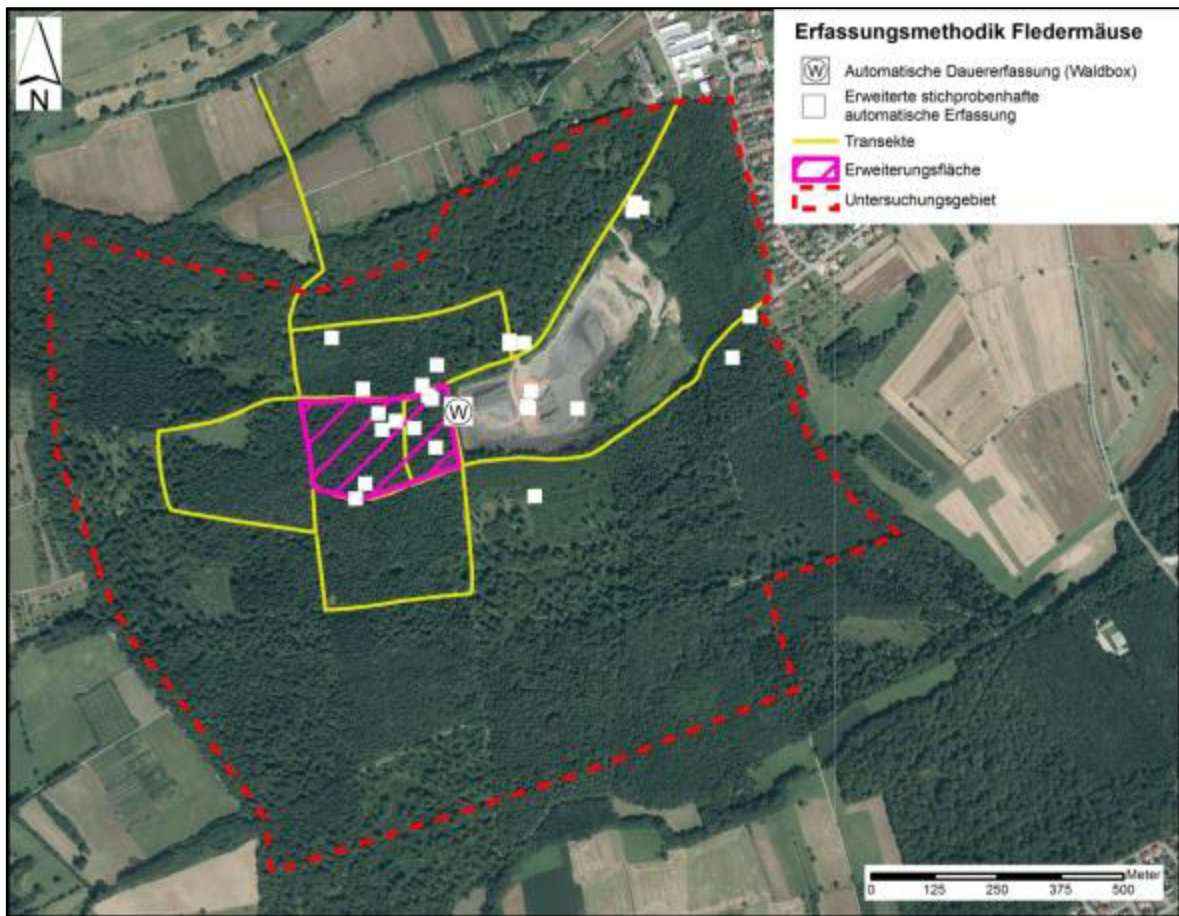 Erfassungsmethodik Fledermäuse
W Automatische Dauererfassung (Waldbox)
Erweiterte stichprobenhafte
automatische Erfassung
Transekte
Erweiterungsfläche
Untersuchungsgebiet
N
W
Meter
0 125 250 375 500